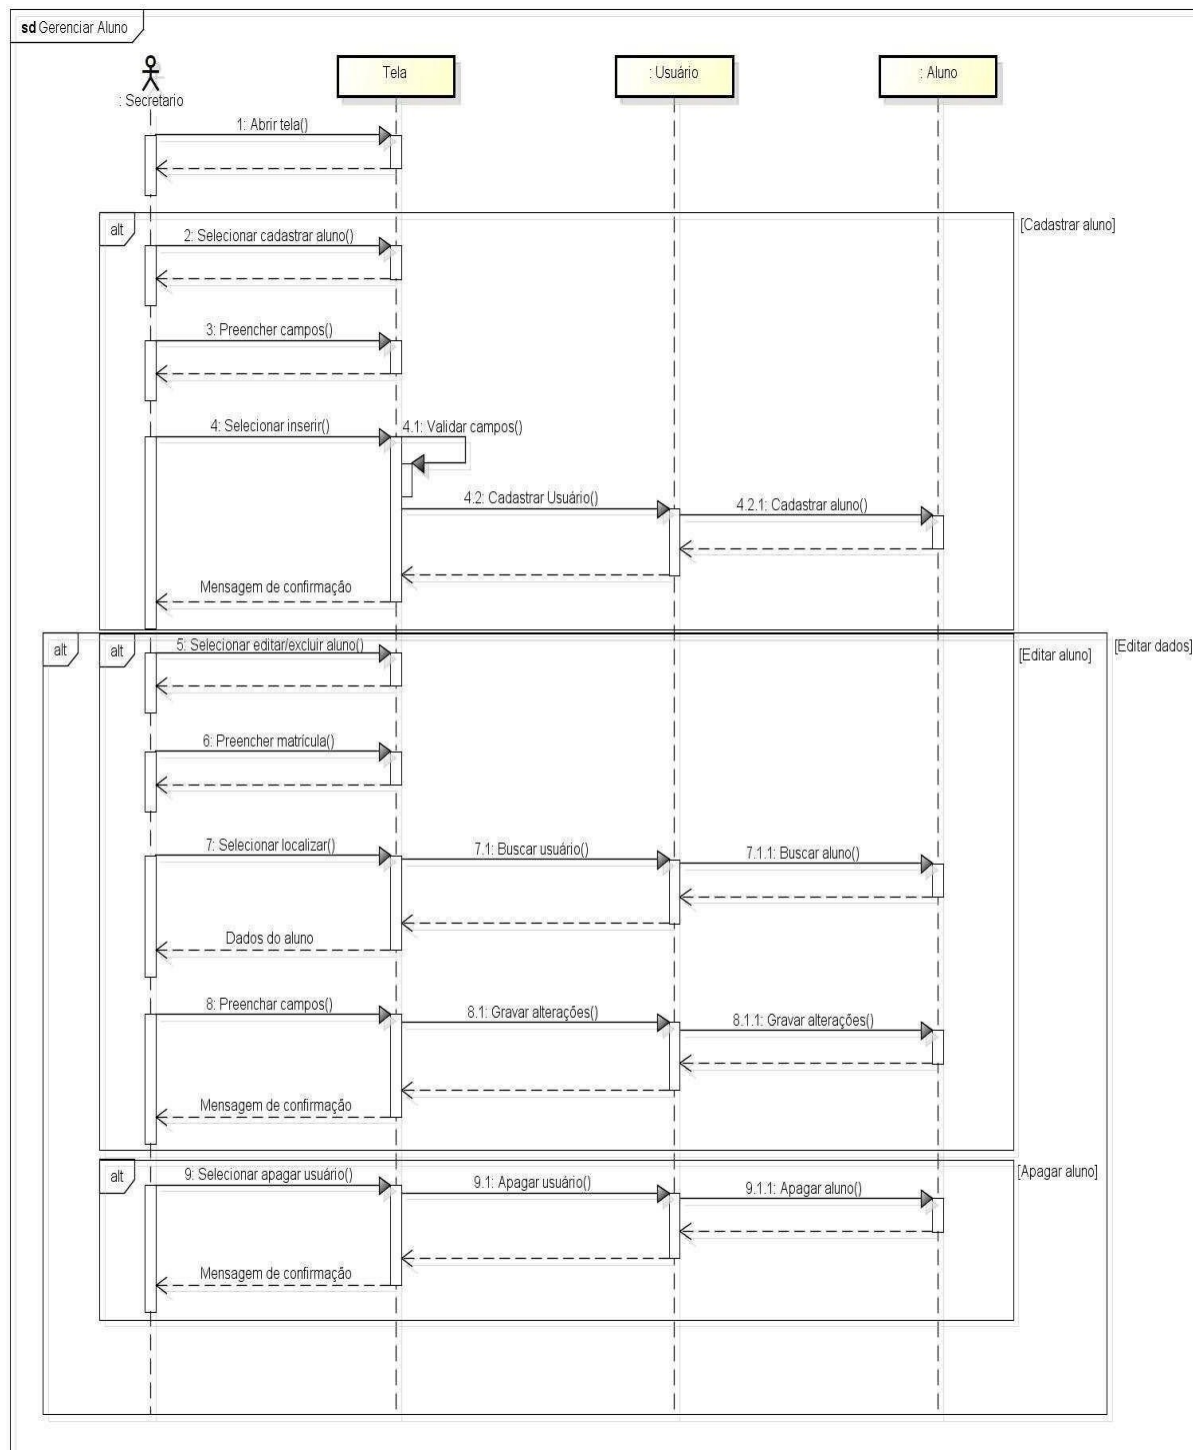 sd Gerenciar Aluno
: Secretario
Tela
: Usuário
: Aluno
1: Abrir tela()
alt
[Cadastrar aluno]
2: Selecionar cadastrar aluno()
3: Preencher campos()
4: Selecionar inserir()
4.1: Validar campos()
4.2: Cadastrar Usuário()
4.2.1: Cadastrar aluno()
Mensagem de confirmação
alt
[Editar dados]
alt
[Editar aluno]
5: Selecionar editar/excluir aluno()
6: Preencher matrícula()
7: Selecionar localizar()
7.1: Buscar usuário()
7.1.1: Buscar aluno()
Dados do aluno
8: Preenchar campos()
8.1: Gravar alterações()
8.1.1: Gravar alterações()
Mensagem de confirmação
alt
[Apagar aluno]
9: Selecionar apagar usuário()
9.1: Apagar usuário()
9.1.1: Apagar aluno()
Mensagem de confirmação